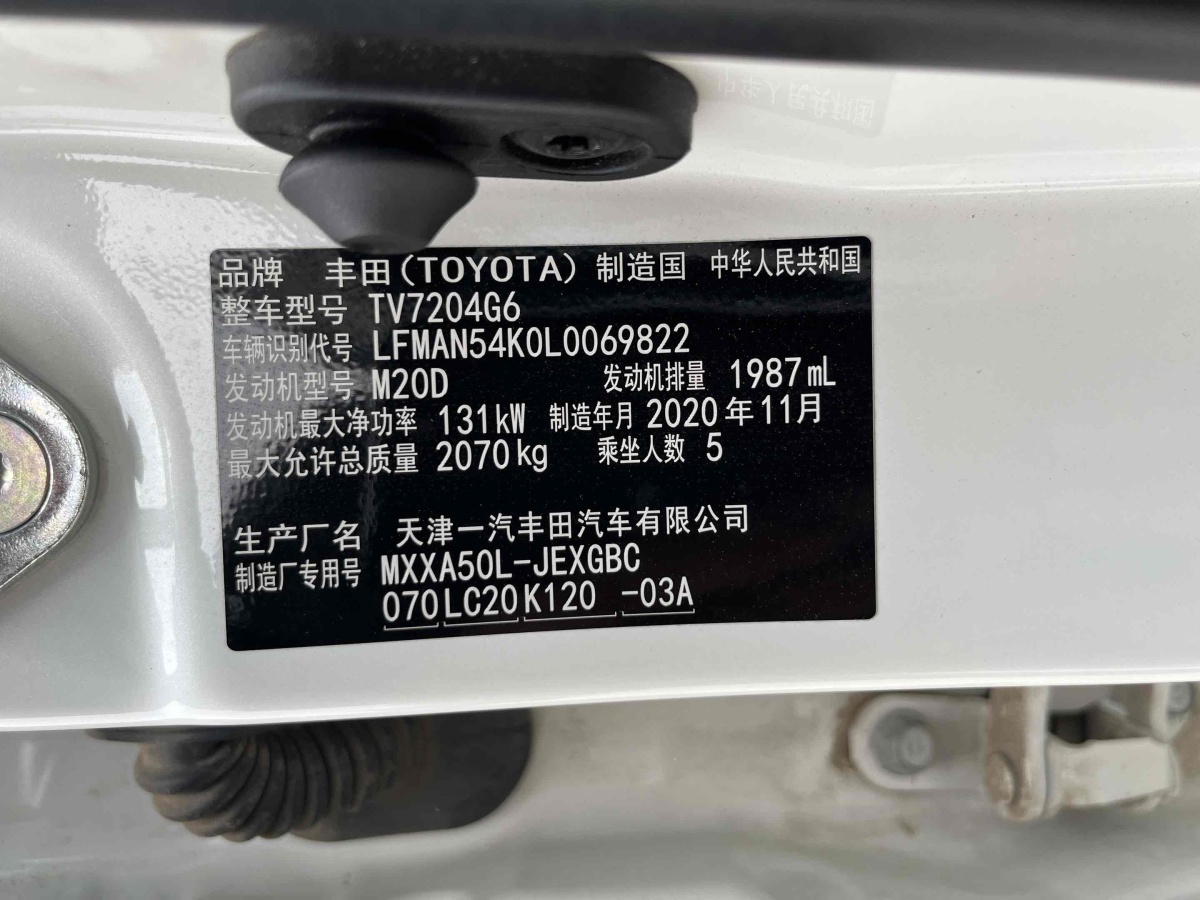 品牌 丰田(TOYOTA) 制造国 中华人民共和国
整车型号 TV7204G6
车辆识别代号 LFMAN54K0L0069822
发动机型号 M20D 发动机排量 1987mL
发动机最大净功率 131kW 制造年月 2020年11月
最大允许总质量 2070kg 乘坐人数 5
生产厂名 天津一汽丰田汽车有限公司
制造厂专用号 MXXA50L-JEXGBC
070LC20K120 -03A